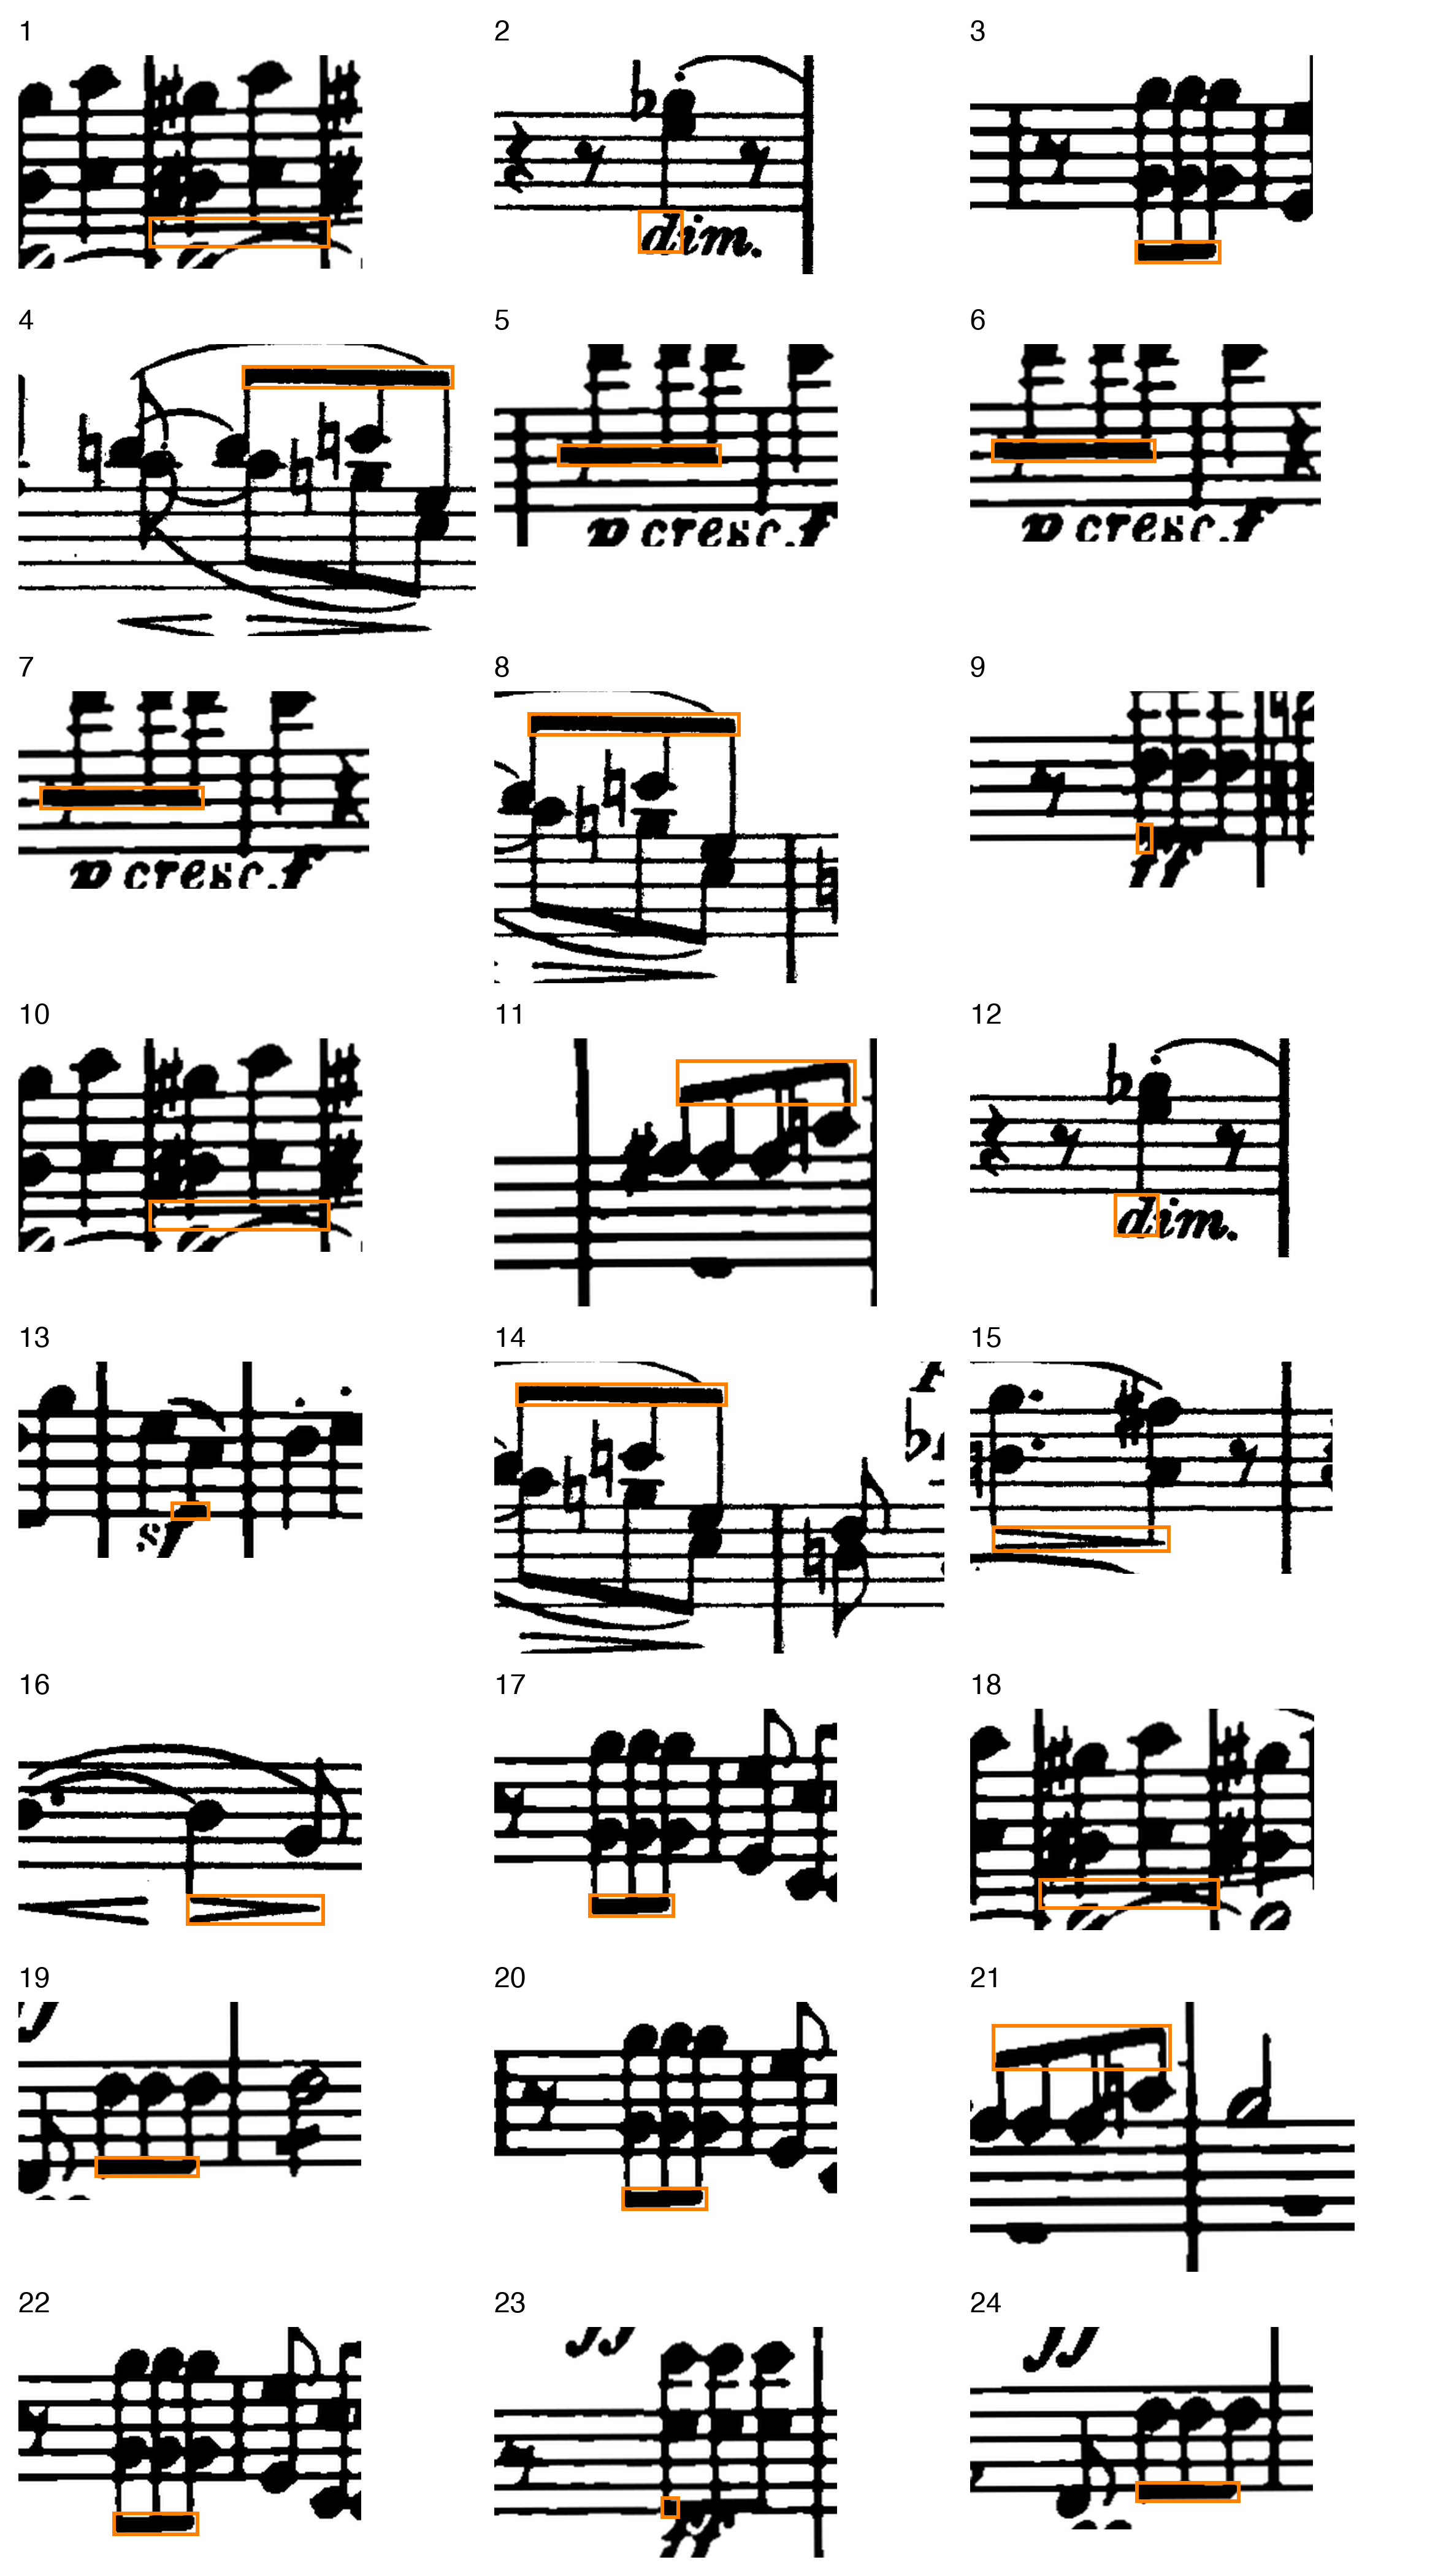 1 2 3
dim.
4 5 6
p cresc. f p cresc. f
7 8 9
p cresc. f ff
10 11 12
dim.
13 14 15
sf
16 17 18
19 20 21
22 23 24
ff ff
ff